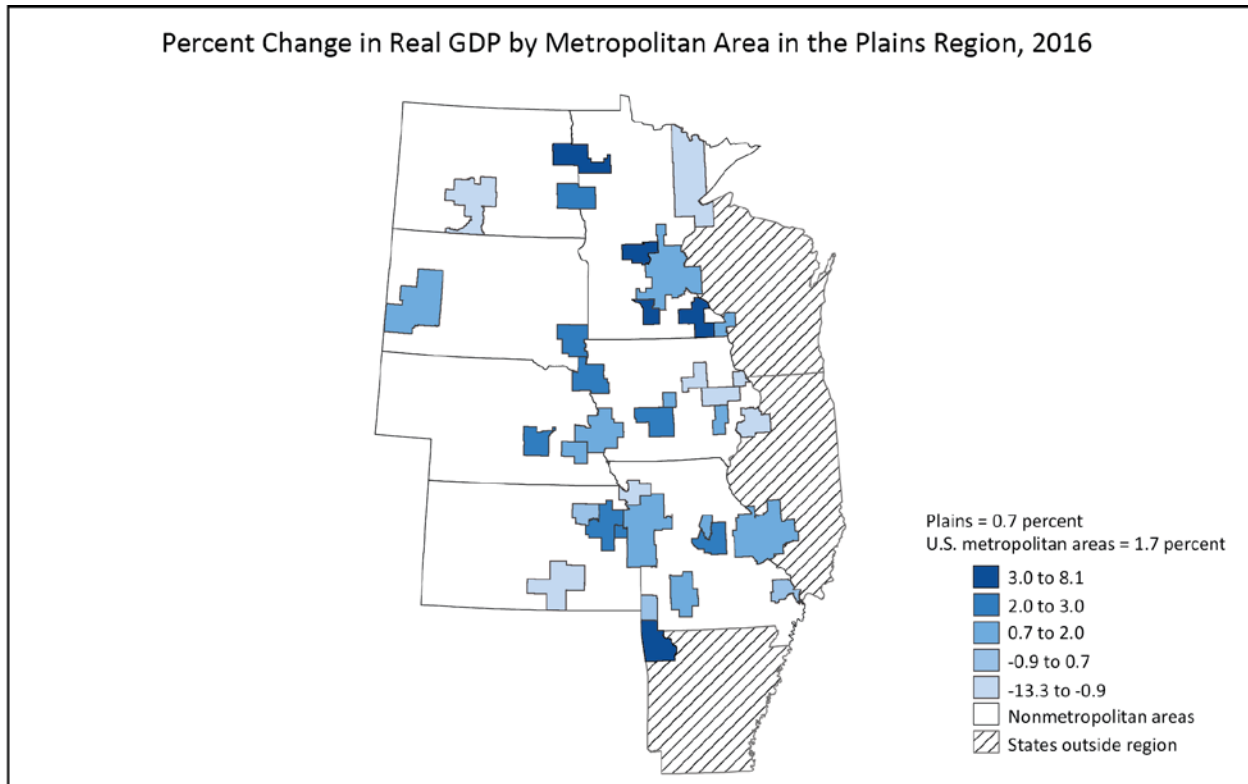 Percent Change in Real GDP by Metropolitan Area in the Plains Region, 2016
Plains = 0.7 percent
U.S. metropolitan areas = 1.7 percent
3.0 to 8.1
2.0 to 3.0
0.7 to 2.0
-0.9 to 0.7
-13.3 to -0.9
Nonmetropolitan areas
States outside region